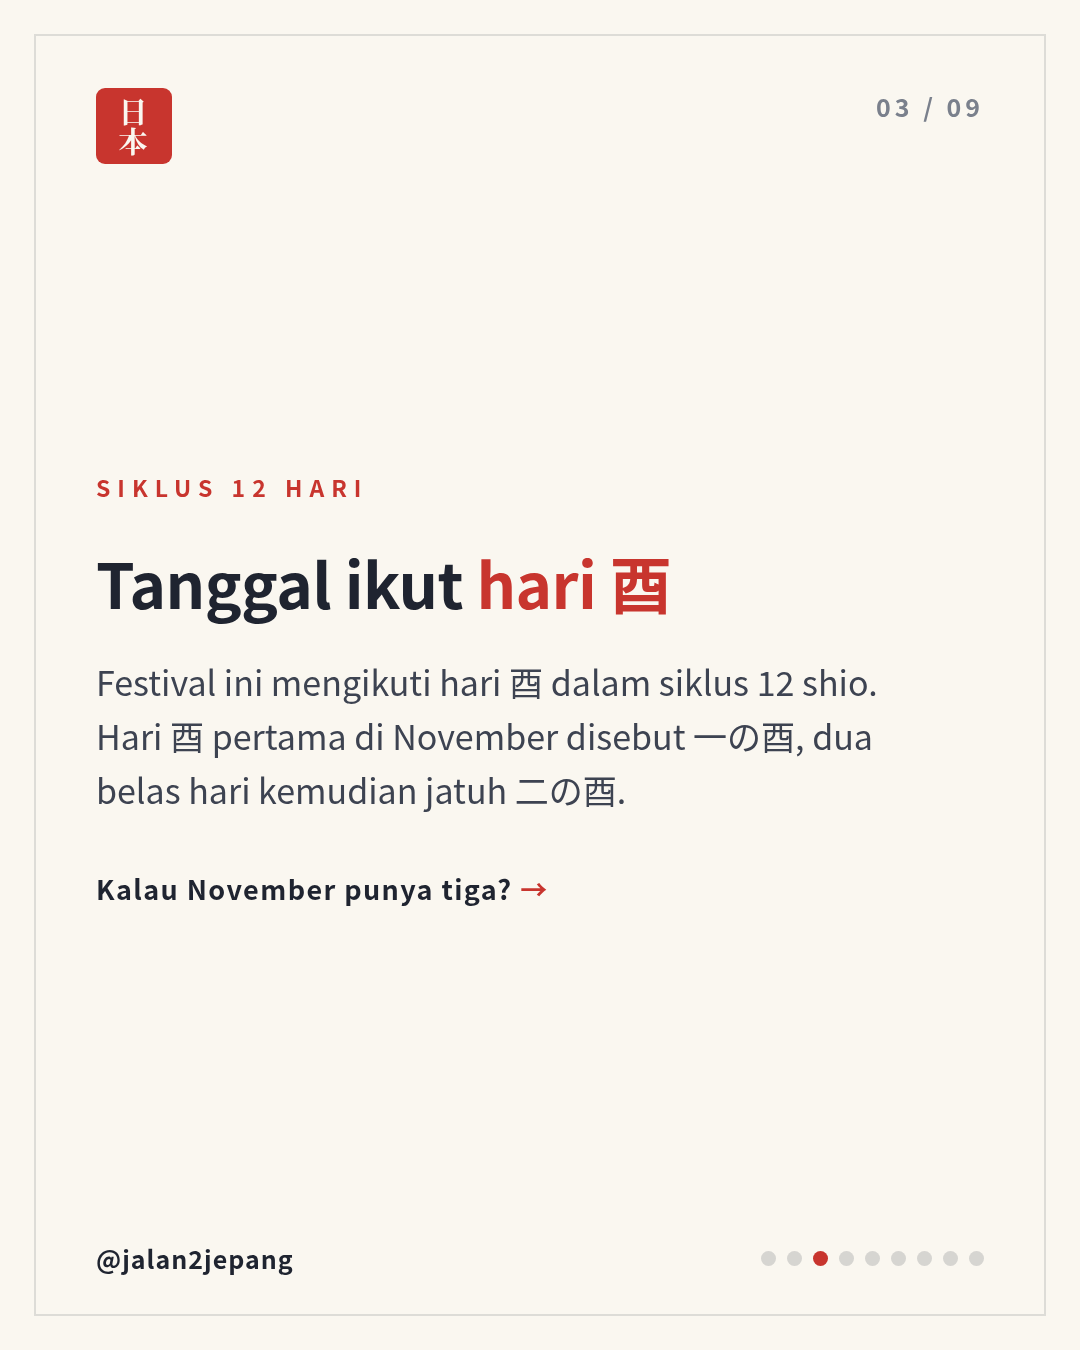 日本
03 / 09
SIKLUS 12 HARI
Tanggal ikut hari 酉
Festival ini mengikuti hari 酉 dalam siklus 12 shio.
Hari 酉 pertama di November disebut 一の酉, dua
belas hari kemudian jatuh 二の酉.
Kalau November punya tiga? →
@jalan2jepang